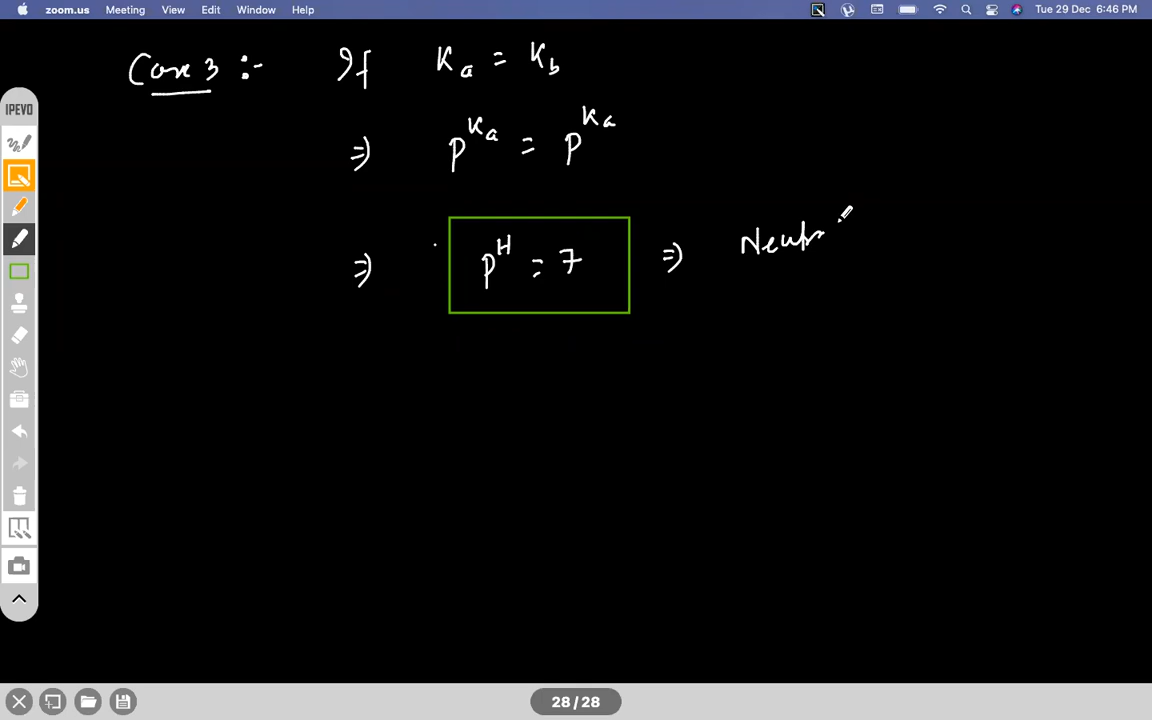 zoom.us Meeting View Edit Window Help Tue 29 Dec 6:46 PM
IPEVO
Case 3 :- If Ka = Kb
⇒ pKa = pKa
⇒ pH = 7 ⇒ Neutr
28/28